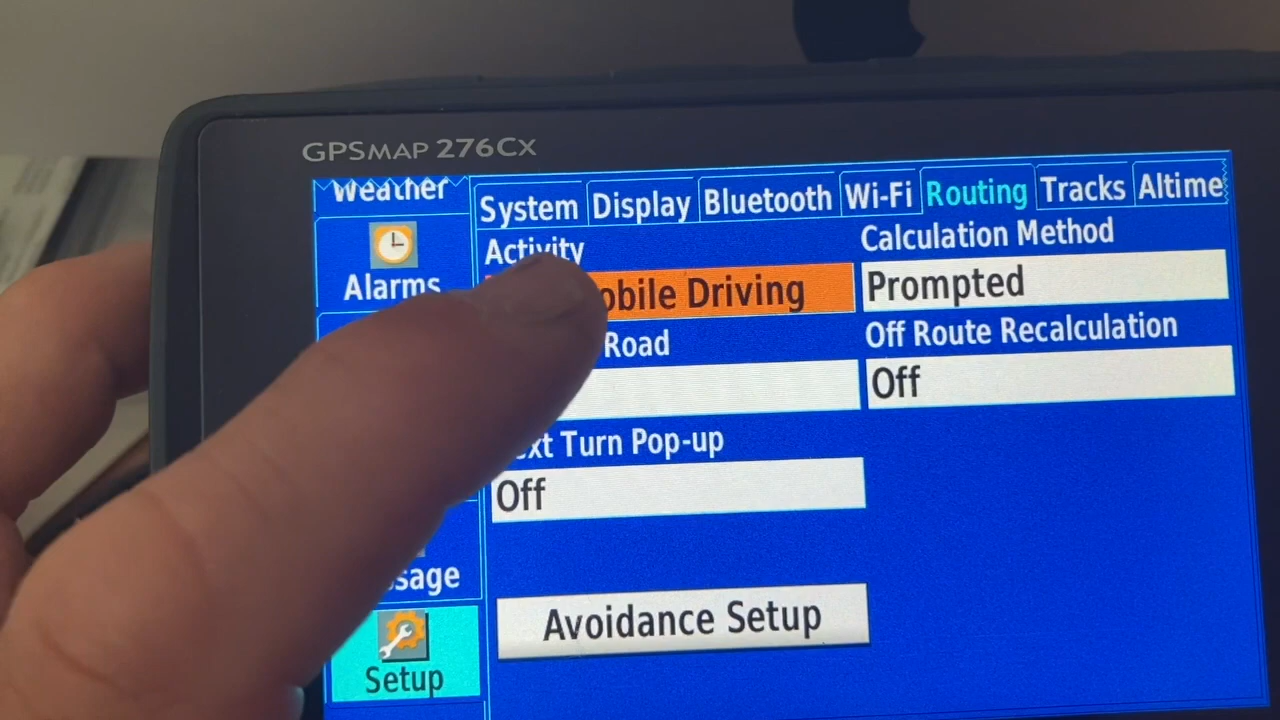 GPSMAP 276Cx
Weather
System Display Bluetooth Wi-Fi Routing Tracks Altime
Activity
Calculation Method
Alarms
obile Driving
Prompted
Road
Off Route Recalculation
Off
xt Turn Pop-up
Off
sage
Avoidance Setup
Setup